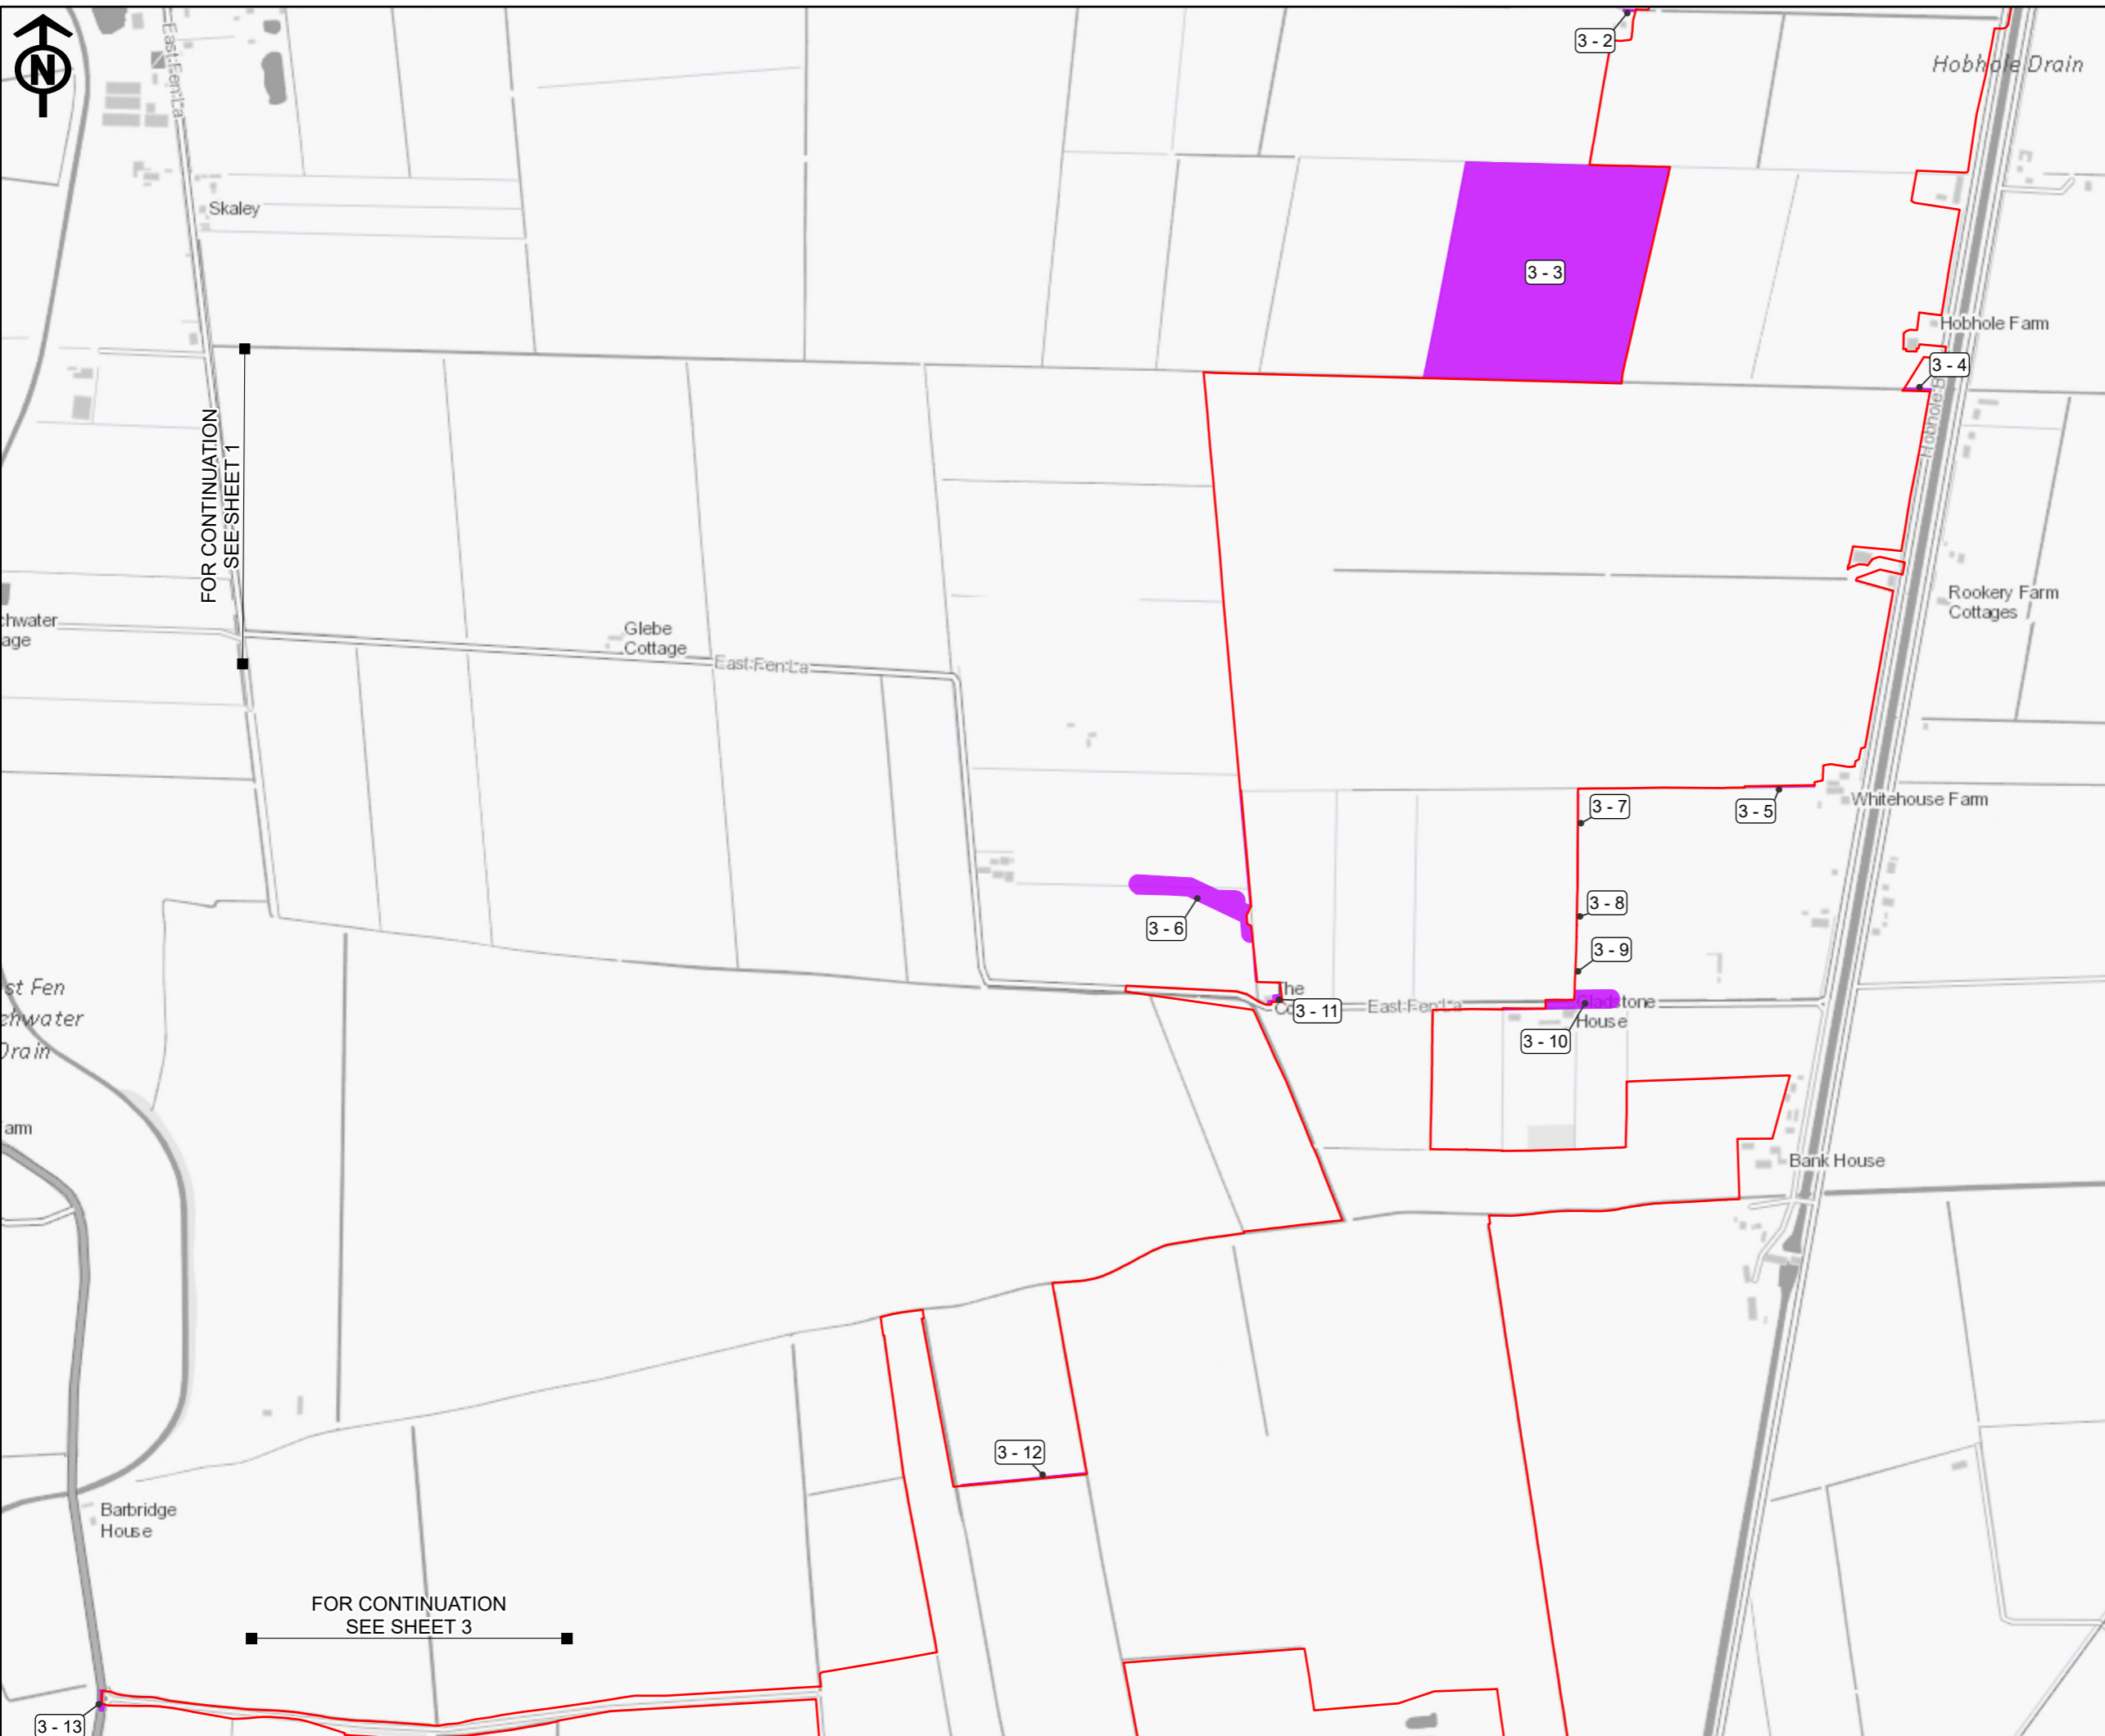 N
East Fen La
3 - 2
Hobhole Drain
Skaley
3 - 3
Hobhole Farm
3 - 4
FOR CONTINUATION
SEE SHEET 1
Rookery Farm
Cottages
Glebe
Cottage
East Fen La
3 - 7
3 - 5
Whitehouse Farm
3 - 8
3 - 6
3 - 9
The
3 - 11
East Fen La
Gladstone
House
3 - 10
st Fen
chwater
Drain
arm
Bank House
3 - 12
Barbridge
House
FOR CONTINUATION
SEE SHEET 3
3 - 13